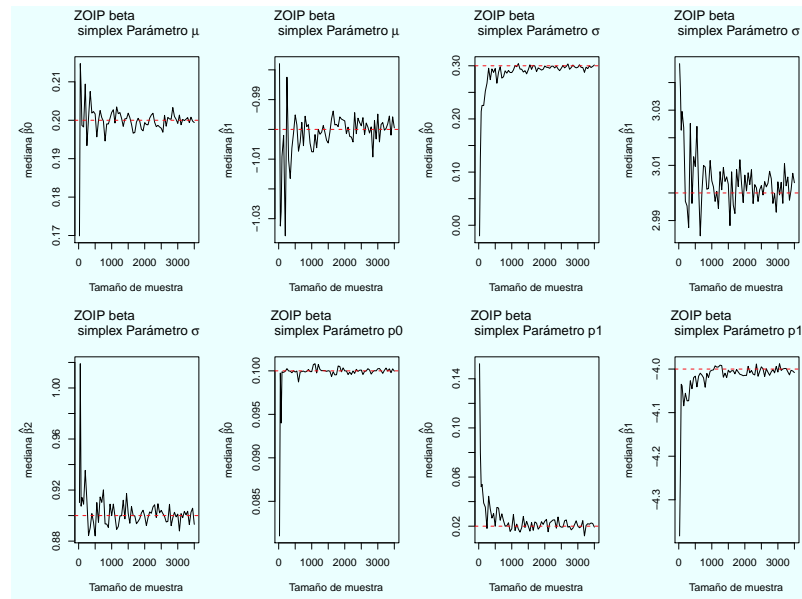 ZOIP beta
simplex Parámetro μ
ZOIP beta
simplex Parámetro μ
ZOIP beta
simplex Parámetro σ
ZOIP beta
simplex Parámetro σ
mediana β̂0
0.17 0.18 0.19 0.20 0.21
0 1000 2000 3000
Tamaño de muestra
mediana β̂1
−1.03 −1.01 −0.99
0 1000 2000 3000
Tamaño de muestra
mediana β̂0
0.00 0.10 0.20 0.30
0 1000 2000 3000
Tamaño de muestra
mediana β̂1
2.99 3.01 3.03
0 1000 2000 3000
Tamaño de muestra
ZOIP beta
simplex Parámetro σ
ZOIP beta
simplex Parámetro p0
ZOIP beta
simplex Parámetro p1
ZOIP beta
simplex Parámetro p1
mediana β̂2
0.88 0.92 0.96 1.00
0 1000 2000 3000
Tamaño de muestra
mediana β̂0
0.085 0.090 0.095 0.100
0 1000 2000 3000
Tamaño de muestra
mediana β̂0
0.02 0.06 0.10 0.14
0 1000 2000 3000
Tamaño de muestra
mediana β̂1
−4.3 −4.2 −4.1 −4.0
0 1000 2000 3000
Tamaño de muestra